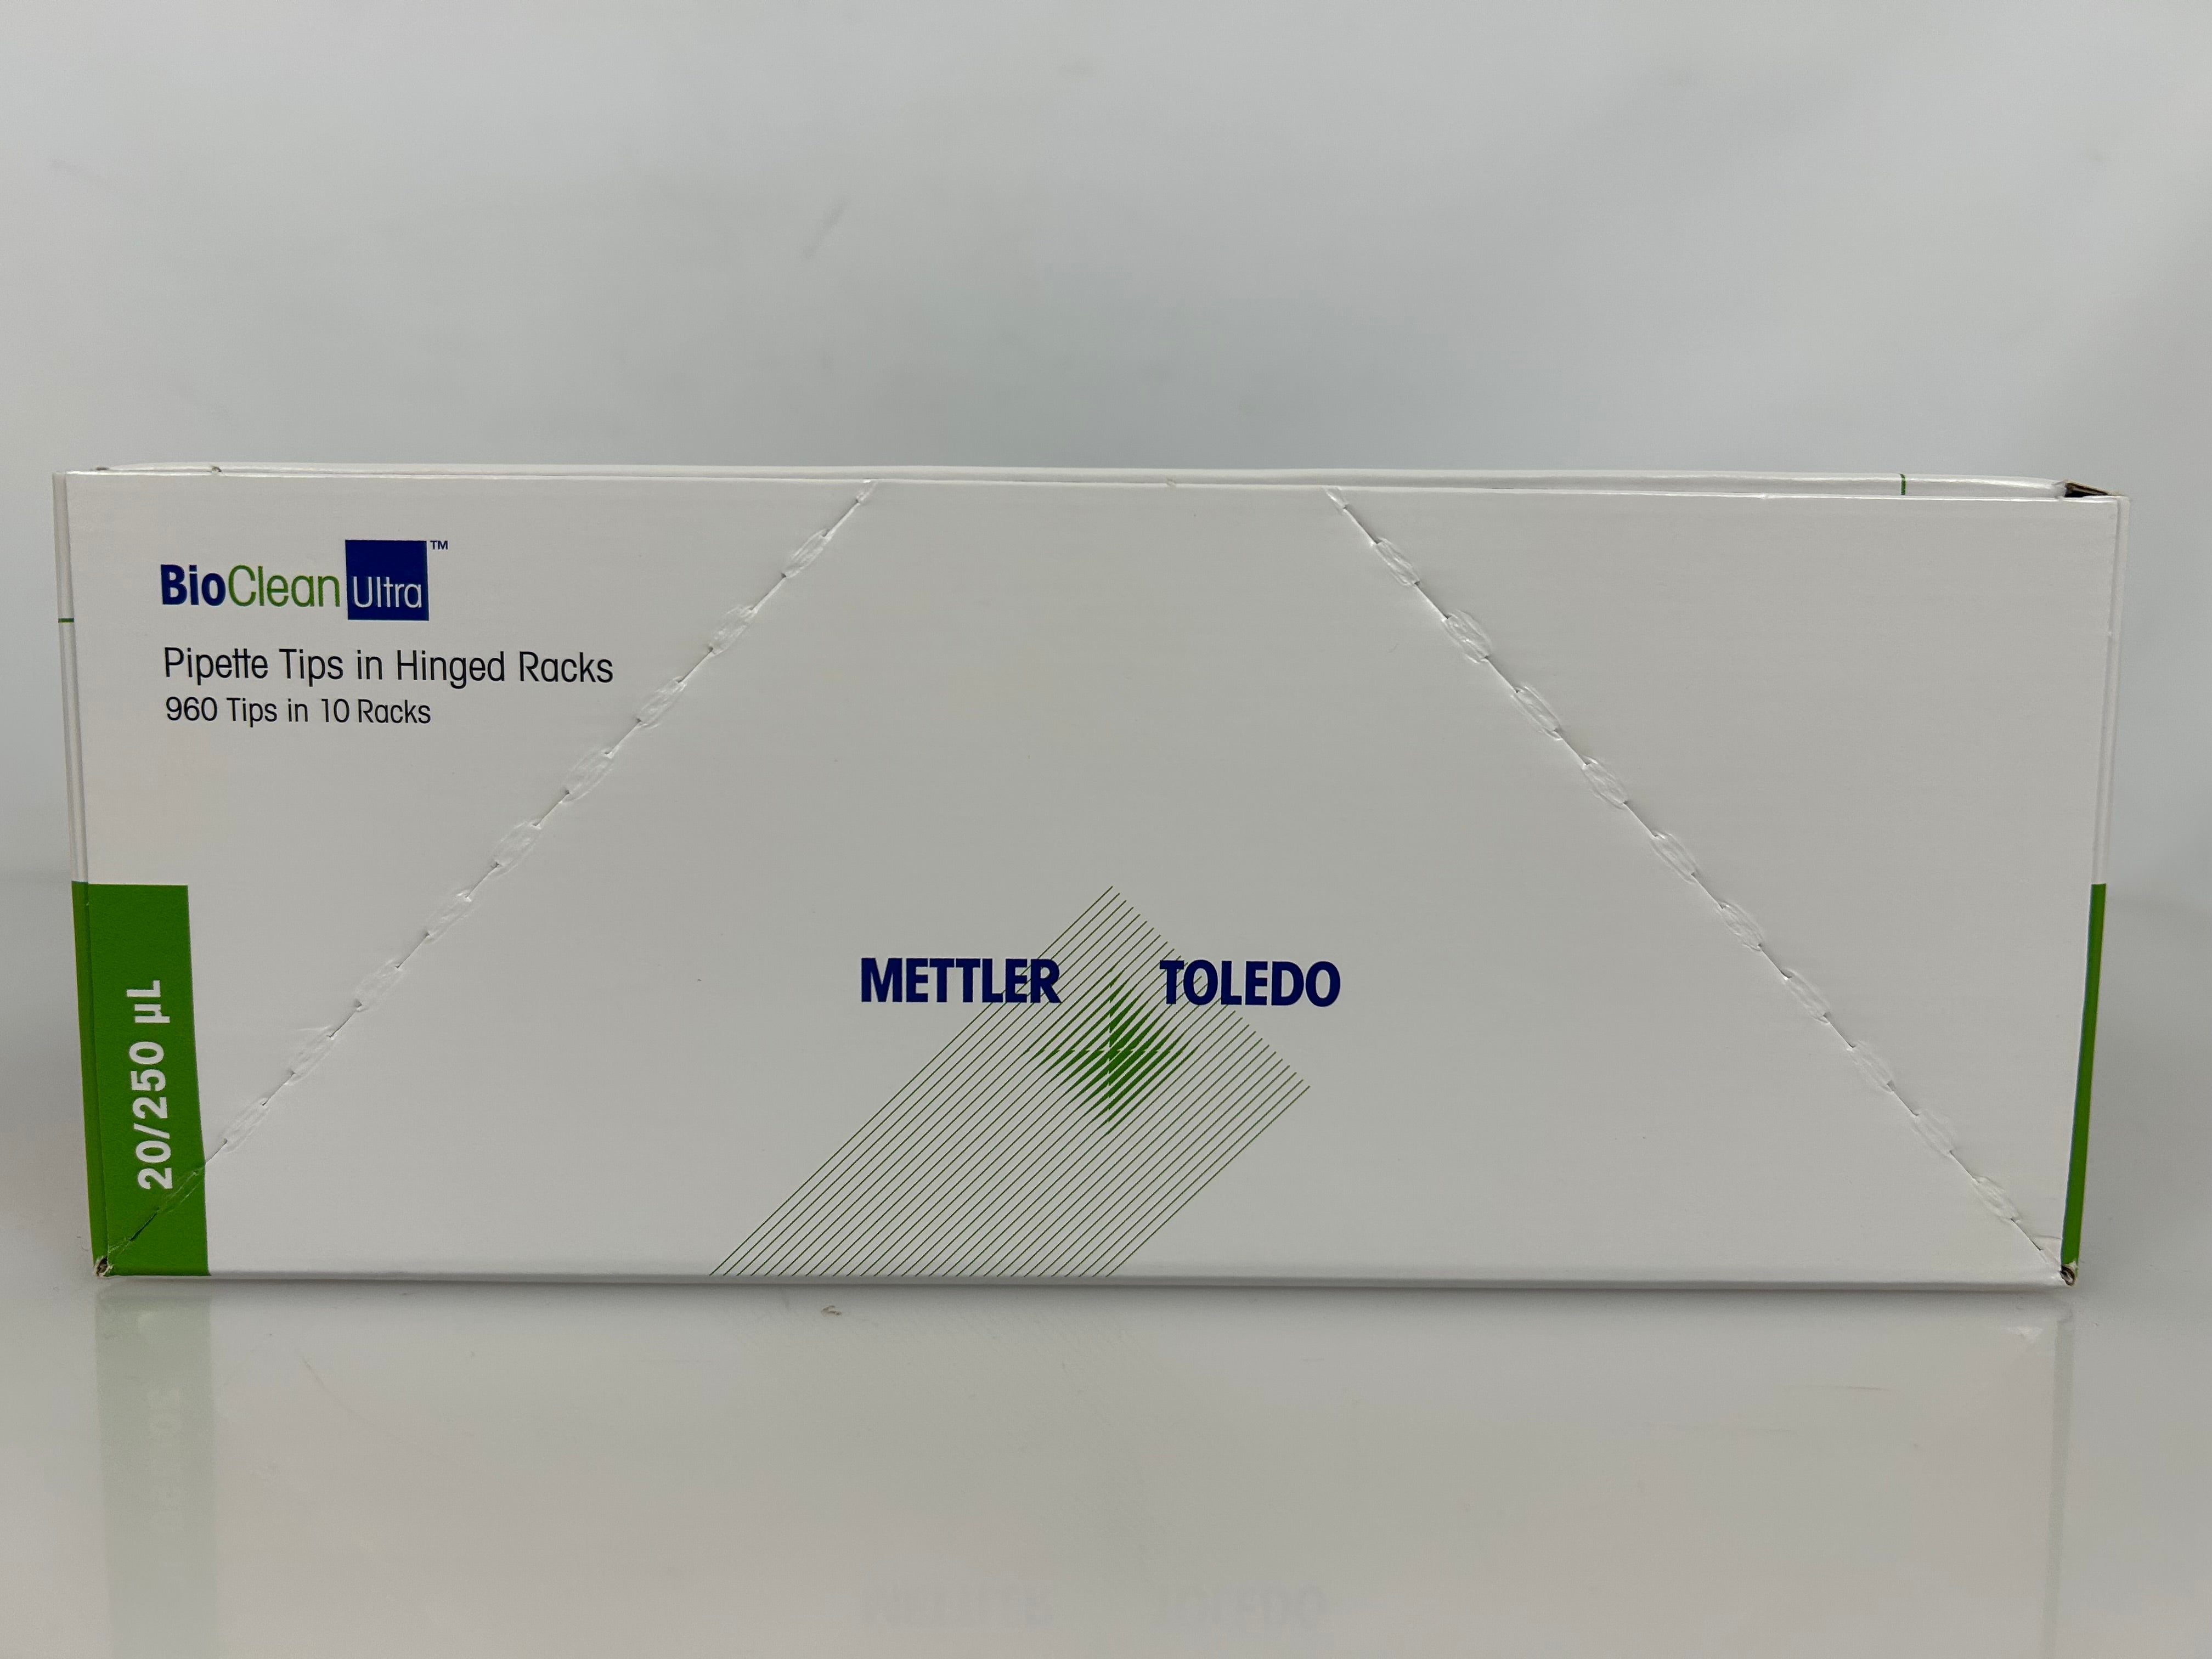 BioClean Ultra™
Pipette Tips in Hinged Racks
960 Tips in 10 Racks
20/250 µL
METTLER TOLEDO